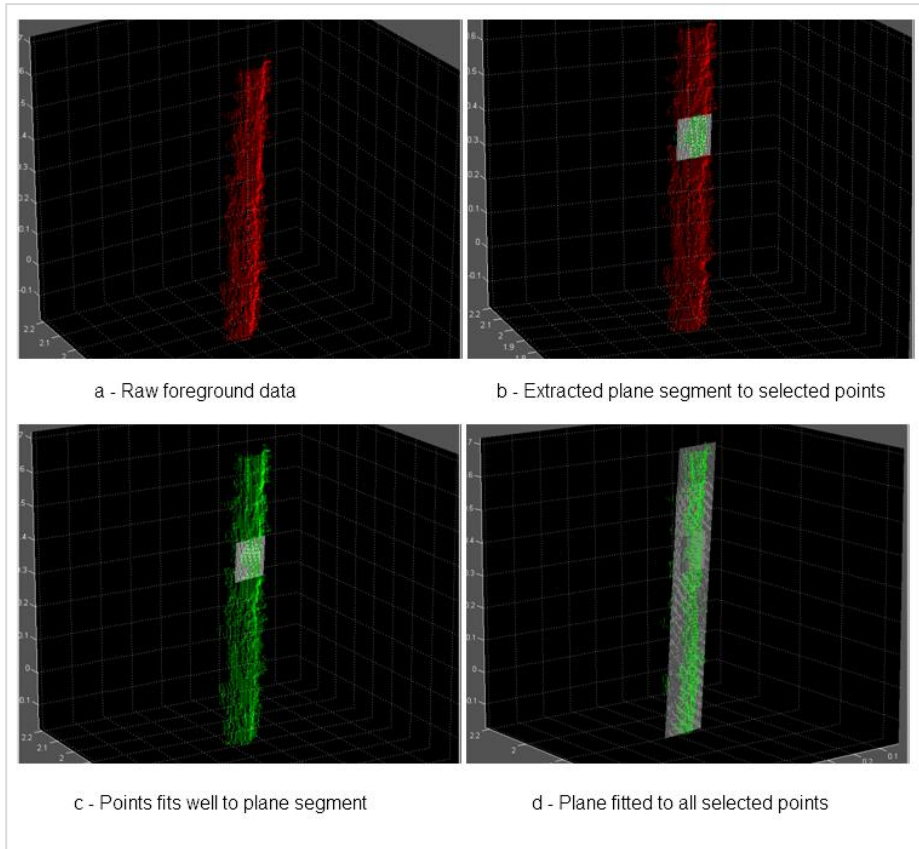 a - Raw foreground data
b - Extracted plane segment to selected points
c - Points fits well to plane segment
d - Plane fitted to all selected points